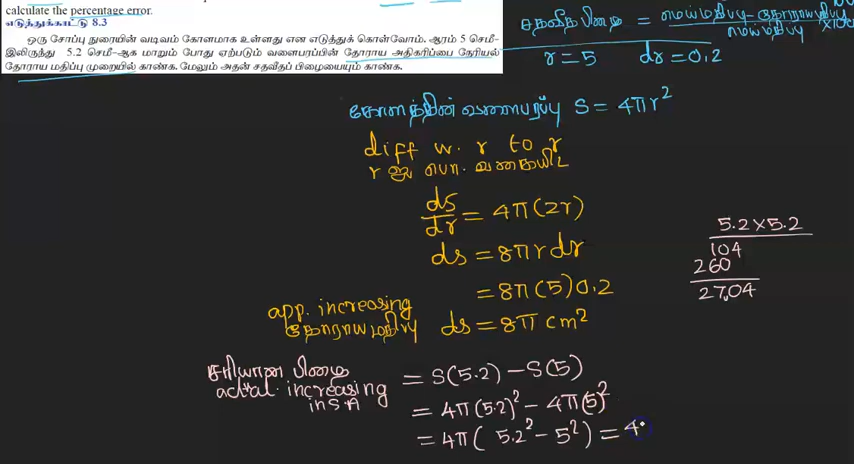 calculate the percentage error.
எடுத்துக்காட்டு 8.3
ஒரு சோப்பு நுரையின் வடிவம் கோளமாக உள்ளது என எடுத்துக் கொள்வோம். ஆரம் 5 செமீ-
இலிருந்து 5.2 செமீ-ஆக மாறும் போது ஏற்படும் வளைபரப்பின் தோராய அதிகரிப்பை நேரியல்
தோராய மதிப்பு முறையில் காண்க. மேலும் அதன் சதவீதப் பிழையையும் காண்க.
சதவீத பிழை = மெய்மதிப்பு - தோராயமதிப்பு
மெய்மதிப்பு x100
r = 5 dr = 0.2
கோளத்தின் வளைபரப்பு S = 4πr²
diff w. r to r
r ஐ பொ. வகையிட
ds/dr = 4π(2r)
ds = 8πr dr
= 8π(5)0.2
app. increasing
தோராயமதிப்பு ds = 8π cm²
5.2 x 5.2
104
260
27.04
சரியான பிழை
actual increasing
in S.A
= S(5.2) - S(5)
= 4π(5.2)² - 4π(5)²
= 4π( 5.2² - 5²) = 4